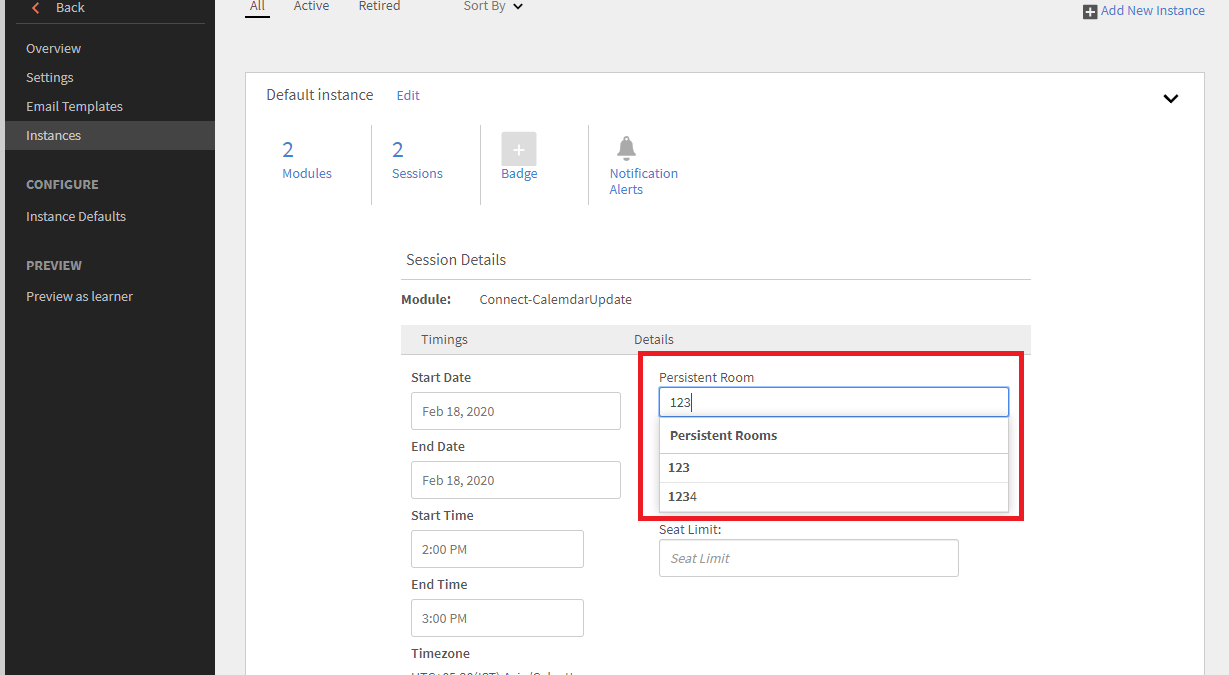 Back
Overview
Settings
Email Templates
Instances
CONFIGURE
Instance Defaults
PREVIEW
Preview as learner
All Active Retired Sort By
Add New Instance
Default instance Edit
2 2
Modules Sessions Badge Notification
Alerts
Session Details
Module: Connect-CalemdarUpdate
Timings Details
Start Date
Feb 18, 2020
End Date
Feb 18, 2020
Start Time
2:00 PM
End Time
3:00 PM
Timezone
Persistent Room
123
Persistent Rooms
123
1234
Seat Limit:
Seat Limit